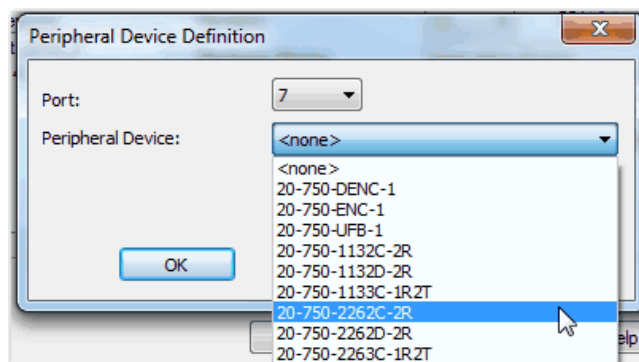 Peripheral Device Definition
X
Port:
7
Peripheral Device:
<none>
<none>
20-750-DENC-1
20-750-ENC-1
20-750-UFB-1
20-750-1132C-2R
20-750-1132D-2R
20-750-1133C-1R2T
OK
20-750-2262C-2R
20-750-2262D-2R
20-750-2263C-1R2T
elp